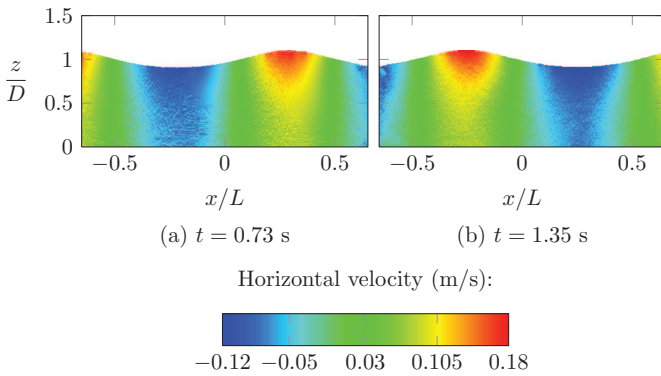 1.5
1
0.5
0
z
D
−0.5 0 0.5
−0.5 0 0.5
x/L
x/L
(a) t = 0.73 s
(b) t = 1.35 s
Horizontal velocity (m/s):
−0.12 −0.05 0.03 0.105 0.18